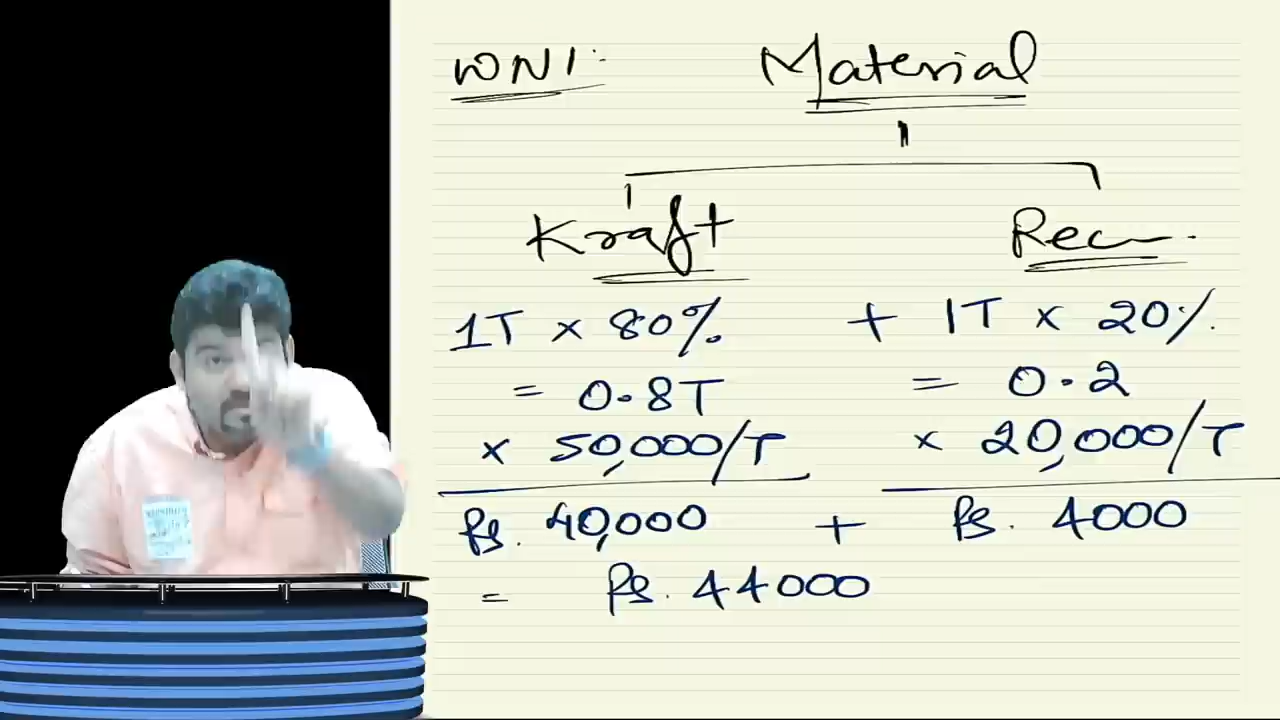 WN1: Material
Kraft Rec.
1T x 80% + 1T x 20%.
= 0.8T = 0.2
x 50,000/T x 20,000/T
Rs. 40,000 + Rs. 4000
= Rs. 44000